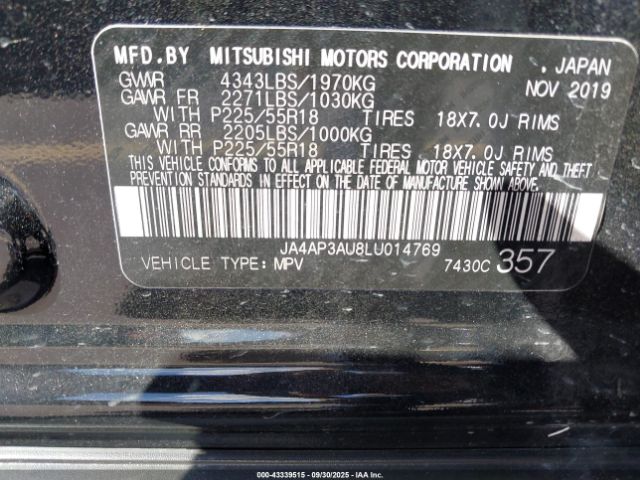 MFD.BY MITSUBISHI MOTORS CORPORATION . JAPAN
GVWR 4343LBS/1970KG NOV 2019
GAWR FR 2271LBS/1030KG
WITH P225/55R18 TIRES 18X7.0J RIMS
GAWR RR 2205LBS/1000KG
WITH P225/55R18 TIRES 18X7.0J RIMS
THIS VEHICLE CONFORMS TO ALL APPLICABLE FEDERAL MOTOR VEHICLE SAFETY AND THEFT
PREVENTION STANDARDS IN EFFECT ON THE DATE OF MANUFACTURE SHOWN ABOVE.
JA4AP3AU8LU014769
VEHICLE TYPE: MPV 7430C 357
000-43339515 - 09/30/2025 - IAA Inc.